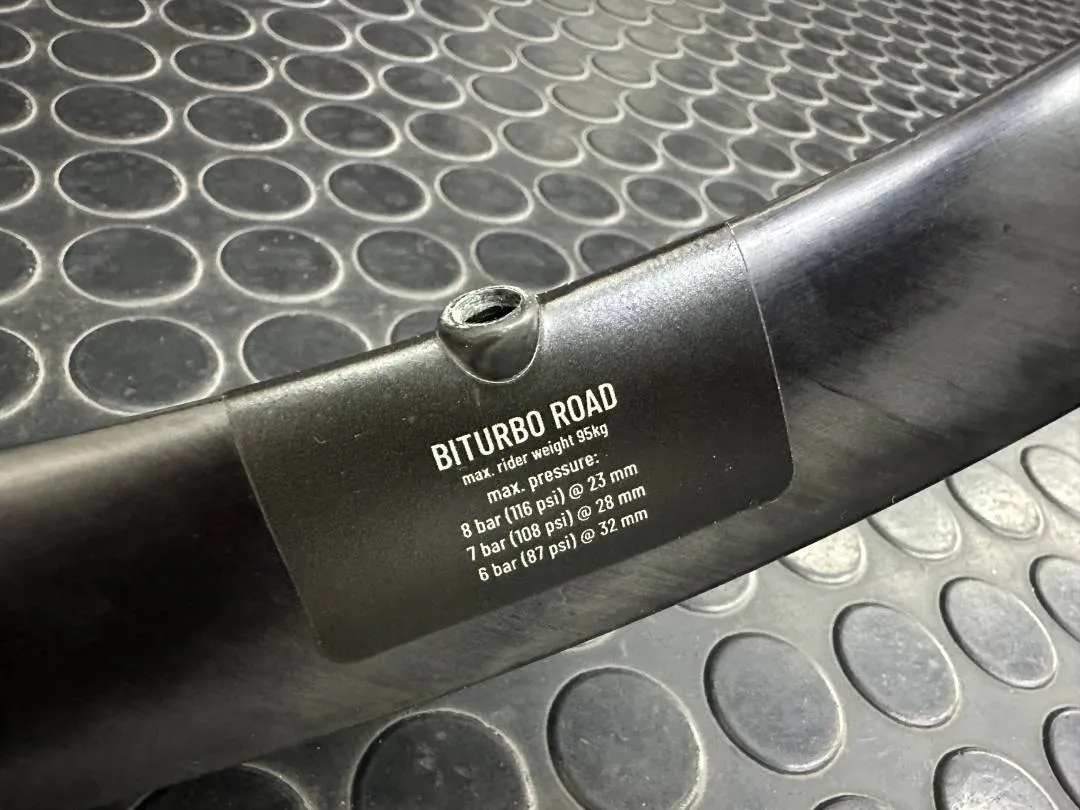 BITURBO ROAD
max. rider weight 95kg
max. pressure:
8 bar (116 psi) @ 23 mm
7 bar (108 psi) @ 28 mm
6 bar (87 psi) @ 32 mm